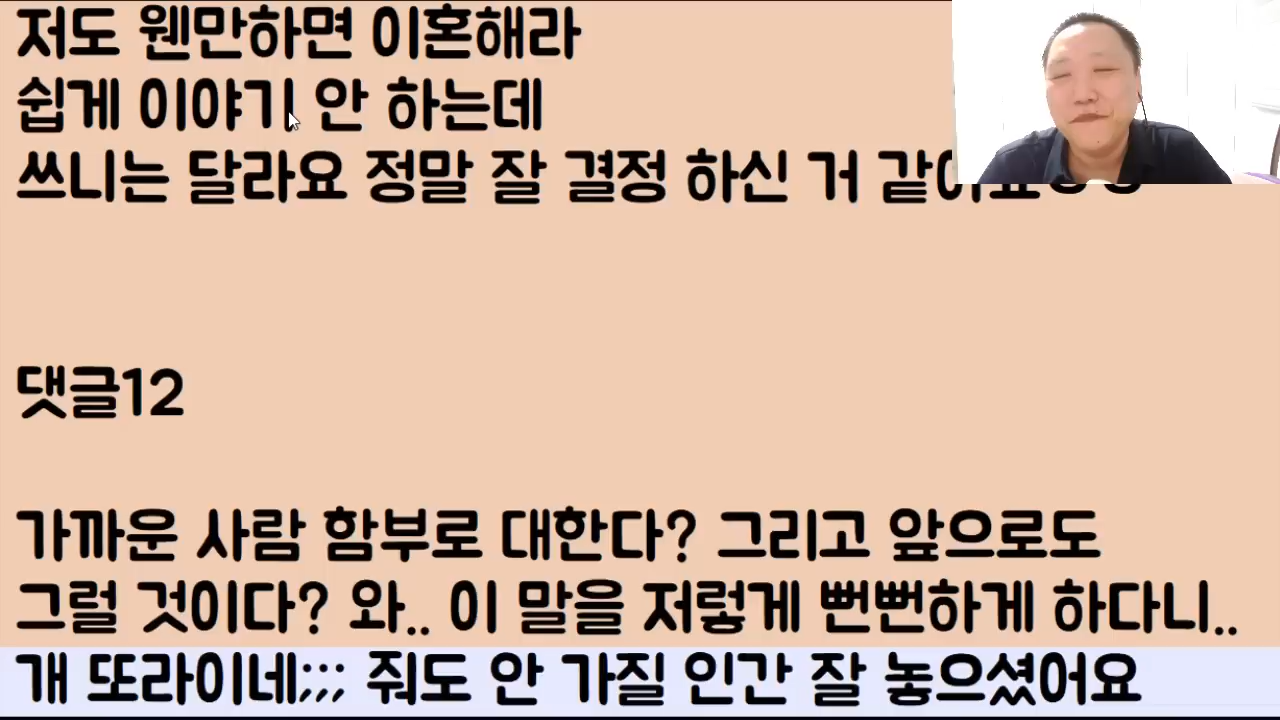 저도 웬만하면 이혼해라
쉽게 이야기 안 하는데
쓰니는 달라요 정말 잘 결정 하신 거 같아요
댓글12
가까운 사람 함부로 대한다? 그리고 앞으로도
그럴 것이다? 와.. 이 말을 저렇게 뻔뻔하게 하다니..
개 또라이네;;; 줘도 안 가질 인간 잘 놓으셨어요